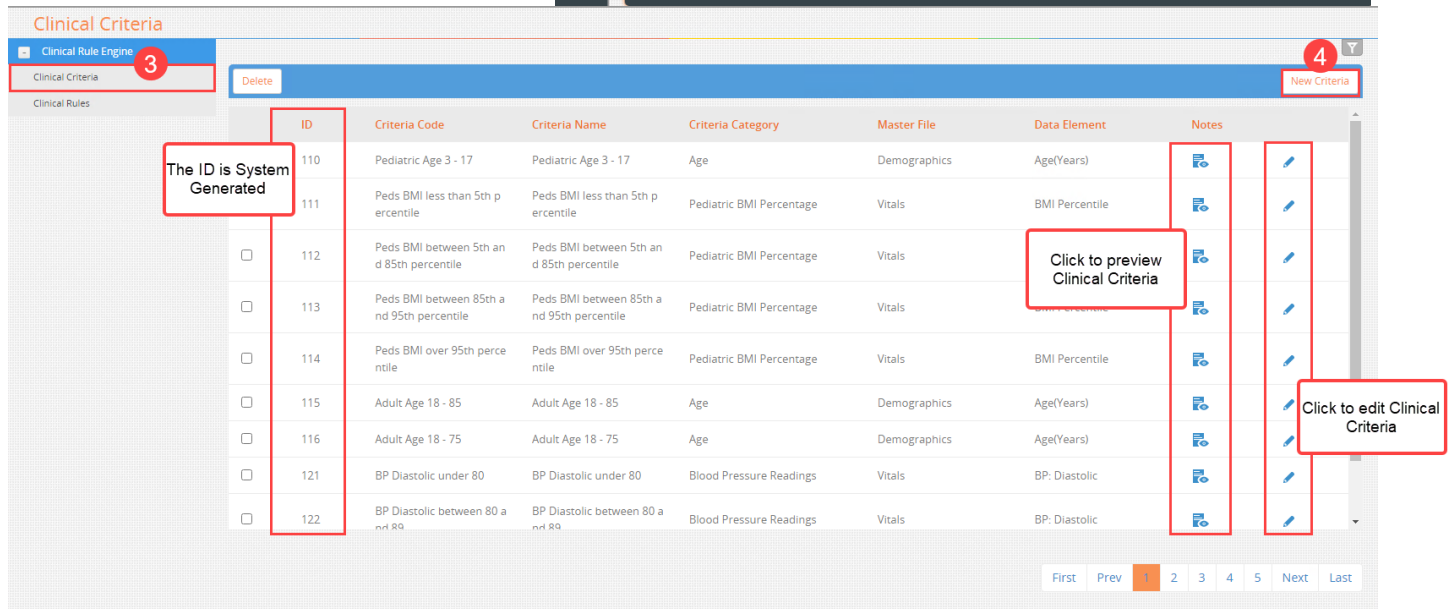 Clinical Criteria
- Clinical Rule Engine
3
4
Clinical Criteria
Delete
New Criteria
Clinical Rules
ID Criteria Code Criteria Name Criteria Category Master File Data Element Notes
The ID is System
Generated
110 Pediatric Age 3 - 17 Pediatric Age 3 - 17 Age Demographics Age(Years)
111 Peds BMI less than 5th p Peds BMI less than 5th p Pediatric BMI Percentage Vitals BMI Percentile
ercentile ercentile
112 Peds BMI between 5th an Peds BMI between 5th an Pediatric BMI Percentage Vitals
d 85th percentile d 85th percentile
Click to preview
Clinical Criteria
113 Peds BMI between 85th a Peds BMI between 85th a Pediatric BMI Percentage Vitals BMI Percentile
nd 95th percentile nd 95th percentile
114 Peds BMI over 95th perce Peds BMI over 95th perce Pediatric BMI Percentage Vitals BMI Percentile
ntile ntile
115 Adult Age 18 - 85 Adult Age 18 - 85 Age Demographics Age(Years)
Click to edit Clinical
Criteria
116 Adult Age 18 - 75 Adult Age 18 - 75 Age Demographics Age(Years)
121 BP Diastolic under 80 BP Diastolic under 80 Blood Pressure Readings Vitals BP: Diastolic
122 BP Diastolic between 80 a BP Diastolic between 80 a Blood Pressure Readings Vitals BP: Diastolic
nd 89 nd 89
First Prev 1 2 3 4 5 Next Last